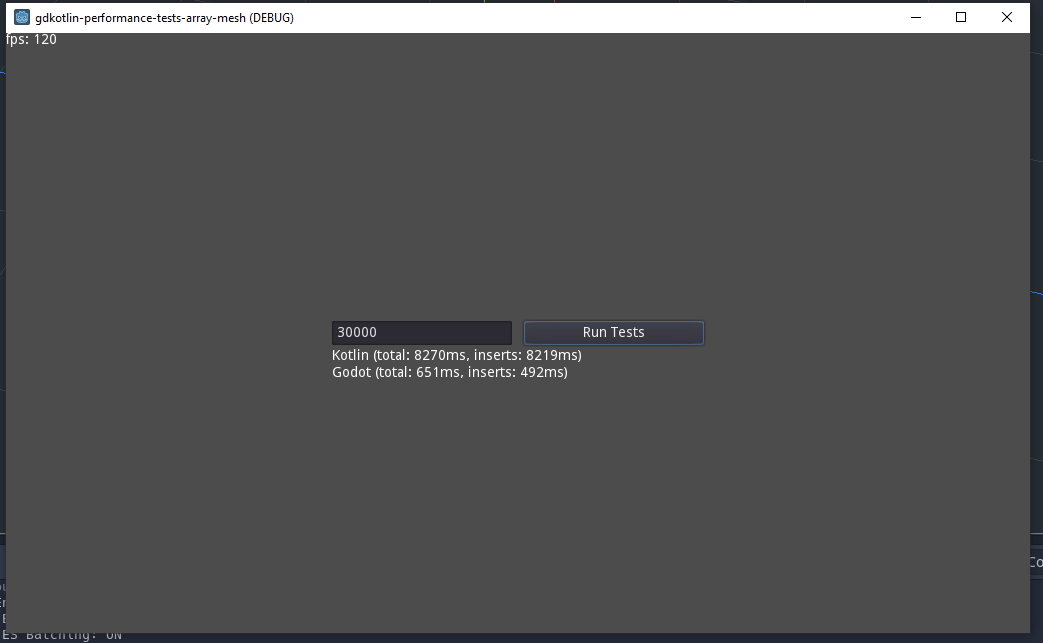 gdkotlin-performance-tests-array-mesh (DEBUG)
fps: 120
30000 Run Tests
Kotlin (total: 8270ms, inserts: 8219ms)
Godot (total: 651ms, inserts: 492ms)
Co
ES Batching: ON